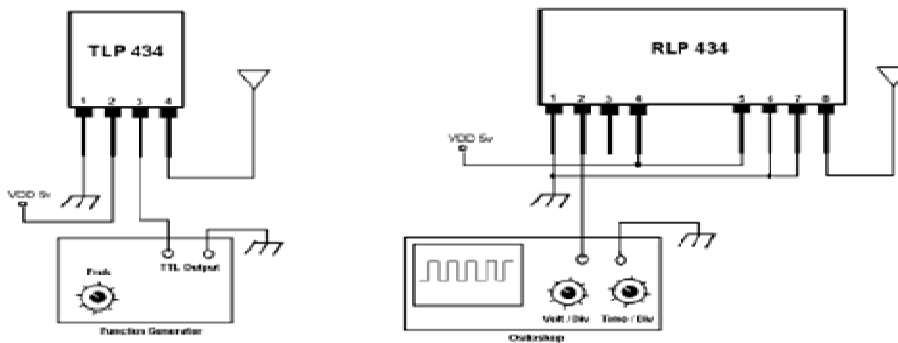 TLP 434
1 2 3 4
VDD 5v
TTL Output
Frek
Function Generator
RLP 434
1 2 3 4 5 6 7 8
VDD 5v
Volt / Div Time / Div